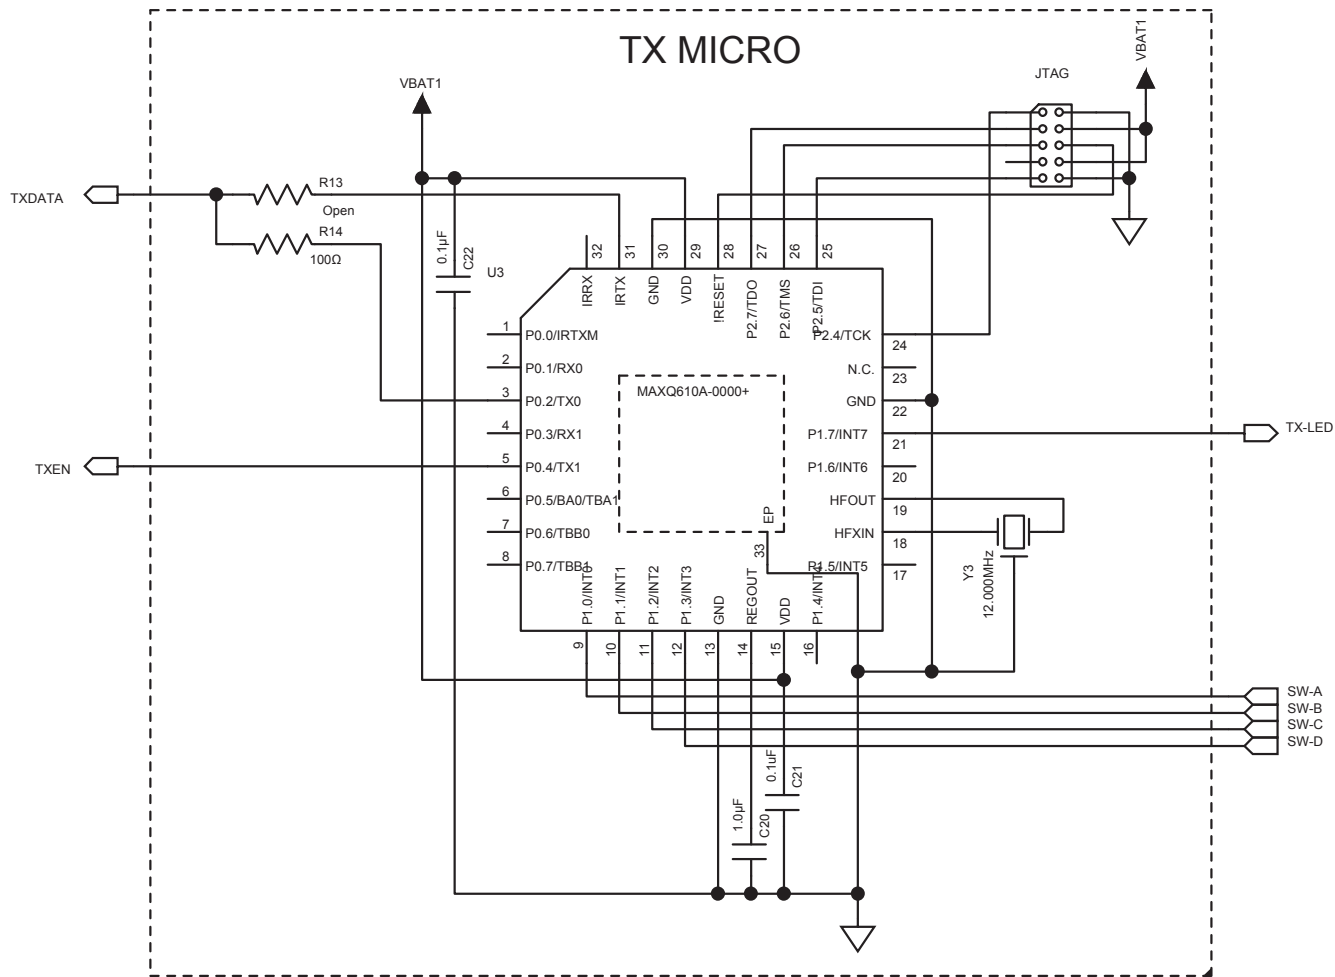 TX MICRO
VBAT1
VBAT1
JTAG
TXDATA
R13
Open
R14
100Ω
0.1µF
C22
U3
32
31
30
29
28
27
26
25
IRRX
IRTX
GND
VDD
!RESET
P2.7/TDO
P2.6/TMS
P2.5/TDI
1
P0.0/IRTXM
2
P0.1/RX0
3
P0.2/TX0
4
P0.3/RX1
TXEN
5
P0.4/TX1
6
P0.5/BA0/TBA1
7
P0.6/TBB0
8
P0.7/TBB1
MAXQ610A-0000+
EP
33
P2.4/TCK
24
N.C.
23
GND
22
P1.7/INT7
21
TX-LED
P1.6/INT6
20
HFOUT
19
HFXIN
18
P1.5/INT5
17
Y3
12.000MHz
P1.0/INT0
P1.1/INT1
P1.2/INT2
P1.3/INT3
GND
REGOUT
VDD
P1.4/INT4
9
10
11
12
13
14
15
16
SW-A
SW-B
SW-C
SW-D
0.1uF
C21
1.0µF
C20